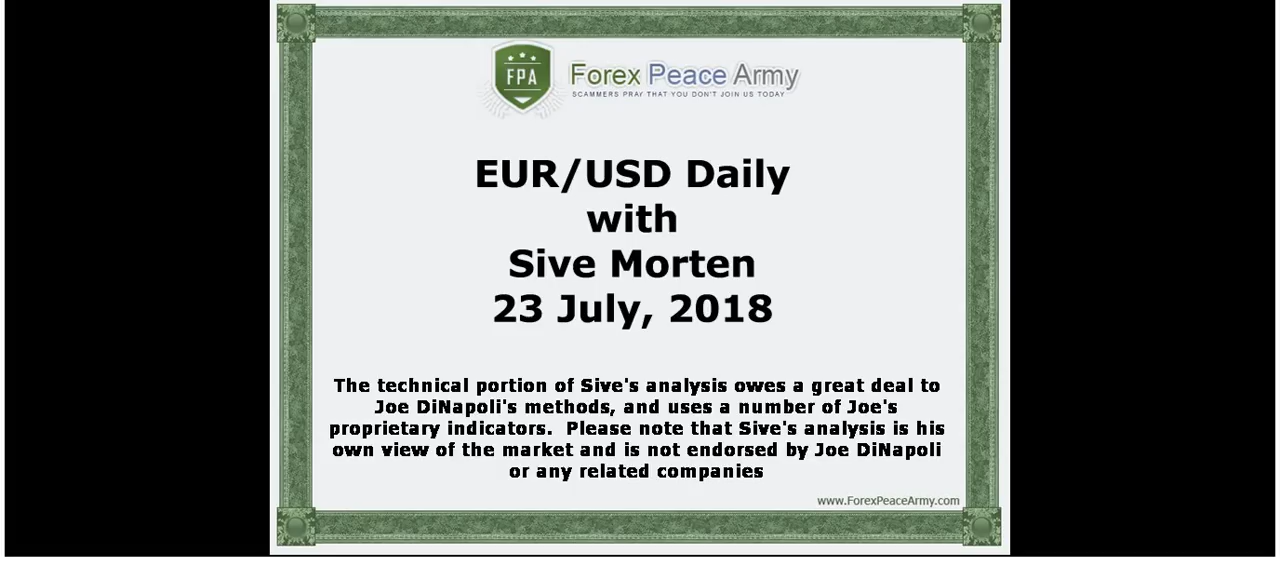 FPA
Forex Peace Army
SCAMMERS PRAY THAT YOU DON'T JOIN US TODAY
EUR/USD Daily
with
Sive Morten
23 July, 2018
The technical portion of Sive's analysis owes a great deal to
Joe DiNapoli's methods, and uses a number of Joe's
proprietary indicators.  Please note that Sive's analysis is his
own view of the market and is not endorsed by Joe DiNapoli
or any related companies
www.ForexPeaceArmy.com